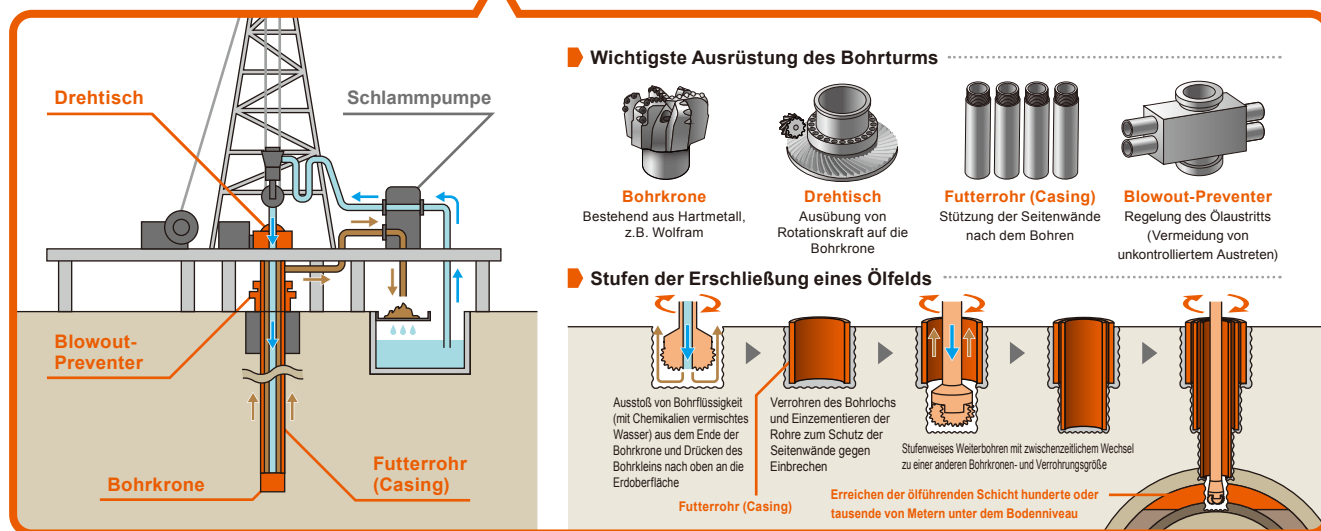 Drehtisch
Schlammpumpe
Blowout-
Preventer
Bohrkrone
Futterrohr
(Casing)
Wichtigste Ausrüstung des Bohrturms
Bohrkrone
Bestehend aus Hartmetall,
z.B. Wolfram
Drehtisch
Ausübung von
Rotationskraft auf die
Bohrkrone
Futterrohr (Casing)
Stützung der Seitenwände
nach dem Bohren
Blowout-Preventer
Regelung des Ölaustritts
(Vermeidung von
unkontrolliertem Austreten)
Stufen der Erschließung eines Ölfelds
Ausstoß von Bohrflüssigkeit
(mit Chemikalien vermischtes
Wasser) aus dem Ende der
Bohrkrone und Drücken des
Bohrkleins nach oben an die
Erdoberfläche
Verrohren des Bohrlochs
und Einzementieren der
Rohre zum Schutz der
Seitenwände gegen
Einbrechen
Futterrohr (Casing)
Stufenweises Weiterbohren mit zwischenzeitlichem Wechsel
zu einer anderen Bohrkronen- und Verrohrungsgröße
Erreichen der ölführenden Schicht hunderte oder
tausende von Metern unter dem Bodenniveau